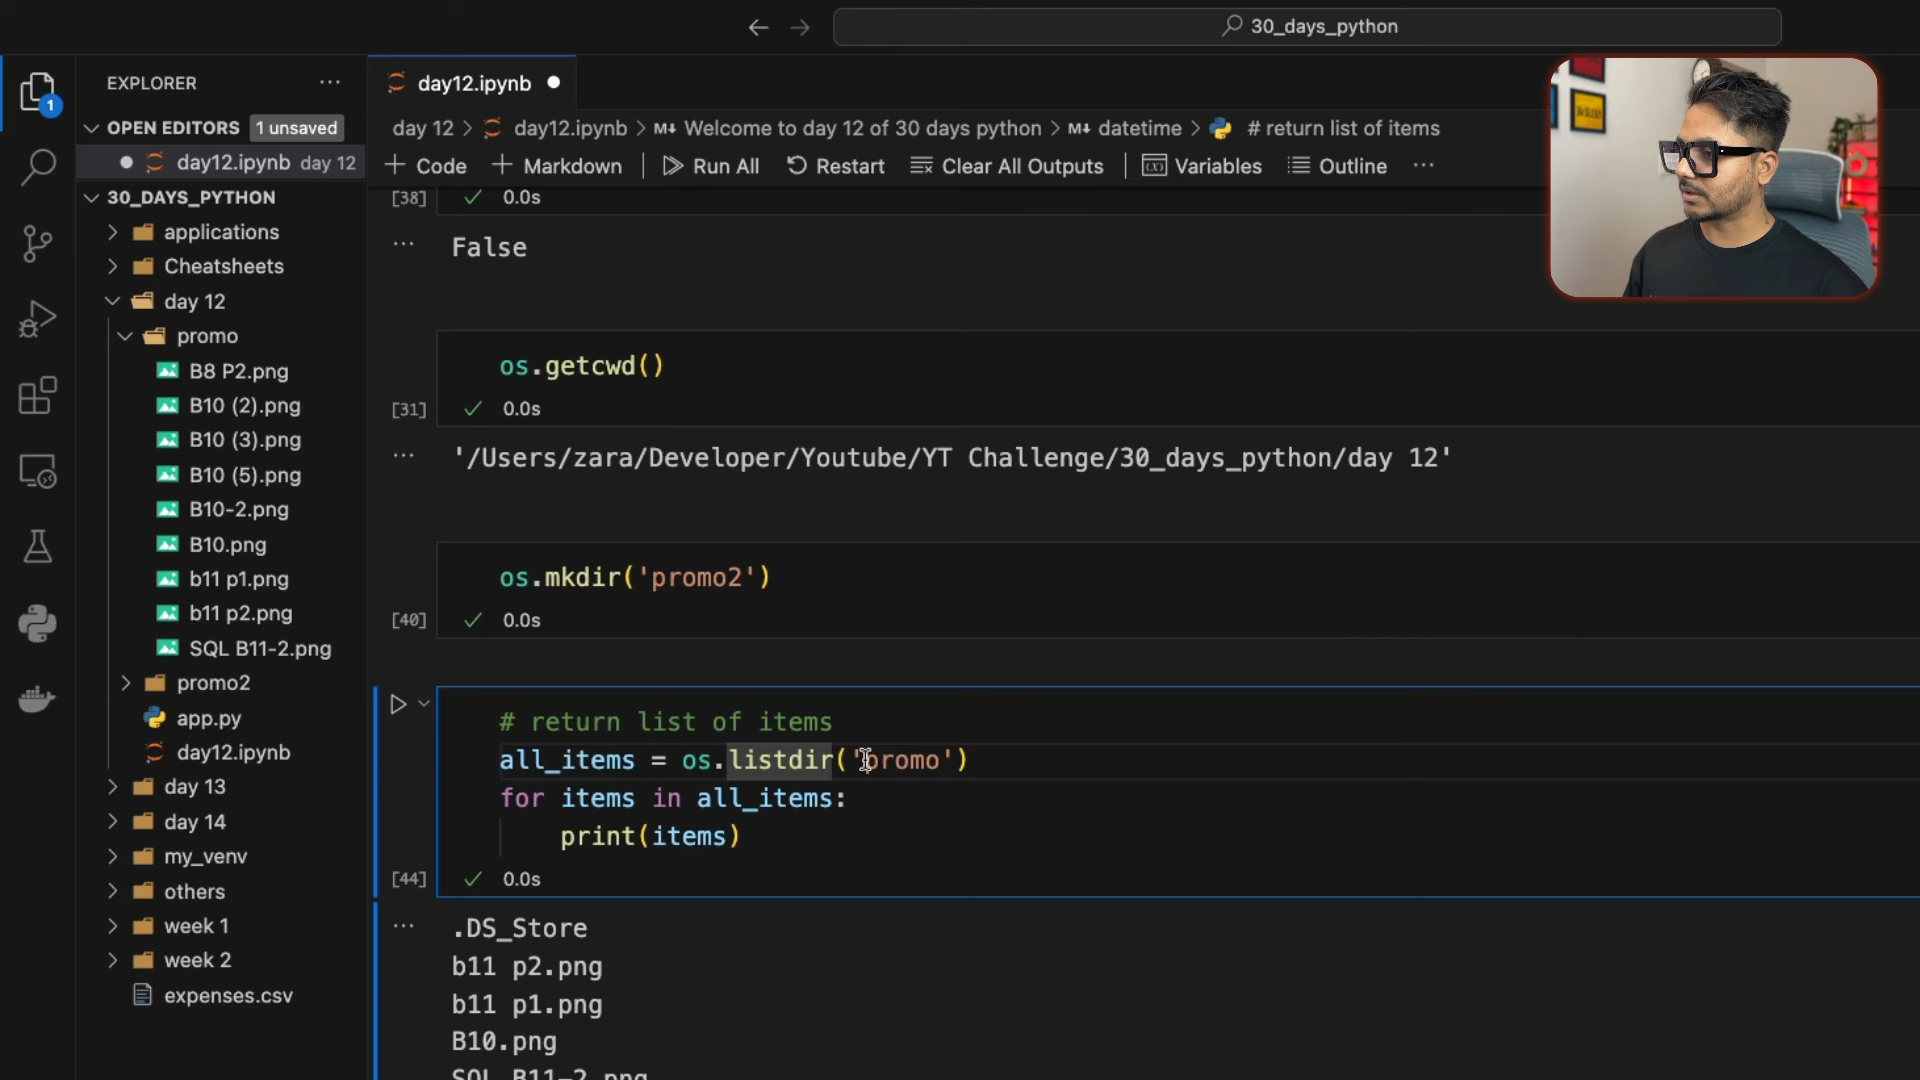 30_days_python
EXPLORER
1
OPEN EDITORS 1 unsaved
day12.ipynb day 12
30_DAYS_PYTHON
applications
Cheatsheets
day 12
promo
B8 P2.png
B10 (2).png
B10 (3).png
B10 (5).png
B10-2.png
B10.png
b11 p1.png
b11 p2.png
SQL B11-2.png
promo2
app.py
day12.ipynb
day 13
day 14
my_venv
others
week 1
week 2
expenses.csv
day12.ipynb
day 12 > day12.ipynb > M↓ Welcome to day 12 of 30 days python > M↓ datetime > # return list of items
+ Code + Markdown | Run All Restart Clear All Outputs | Variables Outline ...
[38] ✓ 0.0s
... False
os.getcwd()
[31] ✓ 0.0s
... '/Users/zara/Developer/Youtube/YT Challenge/30_days_python/day 12'
os.mkdir('promo2')
[40] ✓ 0.0s
# return list of items
all_items = os.listdir('promo')
for items in all_items:
print(items)
[44] ✓ 0.0s
... .DS_Store
b11 p2.png
b11 p1.png
B10.png
SQL B11-2.png